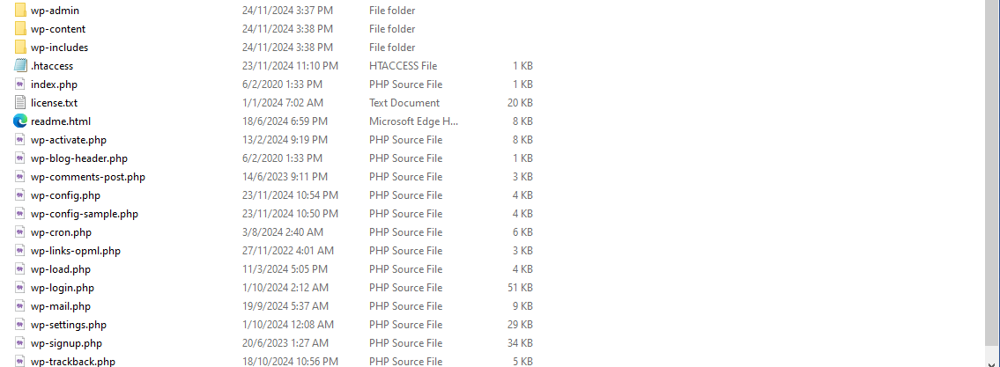 wp-admin 24/11/2024 3:37 PM File folder
wp-content 24/11/2024 3:38 PM File folder
wp-includes 24/11/2024 3:38 PM File folder
.htaccess 23/11/2024 11:10 PM HTACCESS File 1 KB
index.php 6/2/2020 1:33 PM PHP Source File 1 KB
license.txt 1/1/2024 7:02 AM Text Document 20 KB
readme.html 18/6/2024 6:59 PM Microsoft Edge H... 8 KB
wp-activate.php 13/2/2024 9:19 PM PHP Source File 8 KB
wp-blog-header.php 6/2/2020 1:33 PM PHP Source File 1 KB
wp-comments-post.php 14/6/2023 9:11 PM PHP Source File 3 KB
wp-config.php 23/11/2024 10:54 PM PHP Source File 4 KB
wp-config-sample.php 23/11/2024 10:50 PM PHP Source File 4 KB
wp-cron.php 3/8/2024 2:40 AM PHP Source File 6 KB
wp-links-opml.php 27/11/2022 4:01 AM PHP Source File 3 KB
wp-load.php 11/3/2024 5:05 PM PHP Source File 4 KB
wp-login.php 1/10/2024 2:12 AM PHP Source File 51 KB
wp-mail.php 19/9/2024 5:37 AM PHP Source File 9 KB
wp-settings.php 1/10/2024 12:08 AM PHP Source File 29 KB
wp-signup.php 20/6/2023 1:27 AM PHP Source File 34 KB
wp-trackback.php 18/10/2024 10:56 PM PHP Source File 5 KB